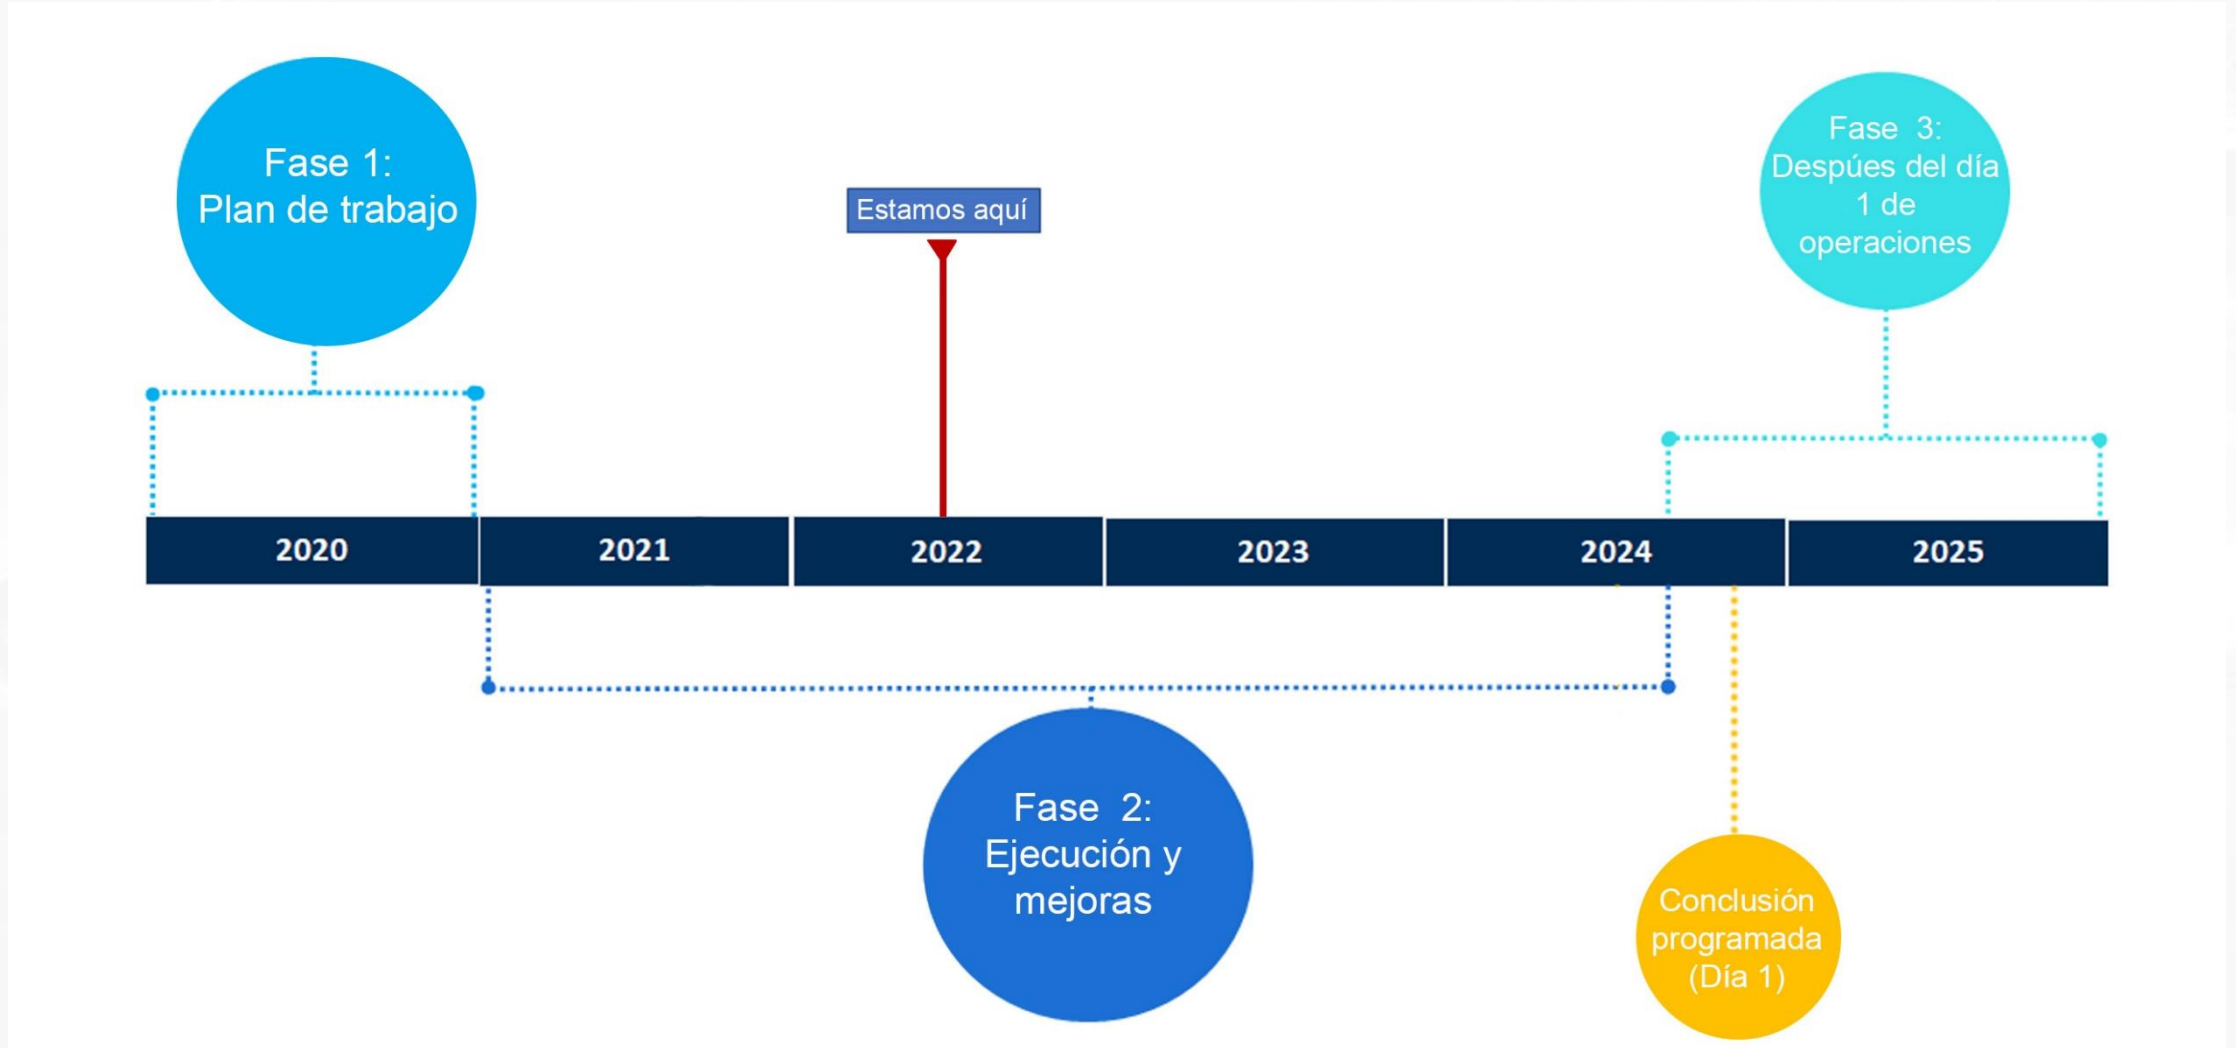 Fase 1:
Plan de trabajo
Estamos aquí
Fase 3:
Despúes del día
1 de
operaciones
2020
2021
2022
2023
2024
2025
Fase 2:
Ejecución y
mejoras
Conclusión
programada
(Día 1)